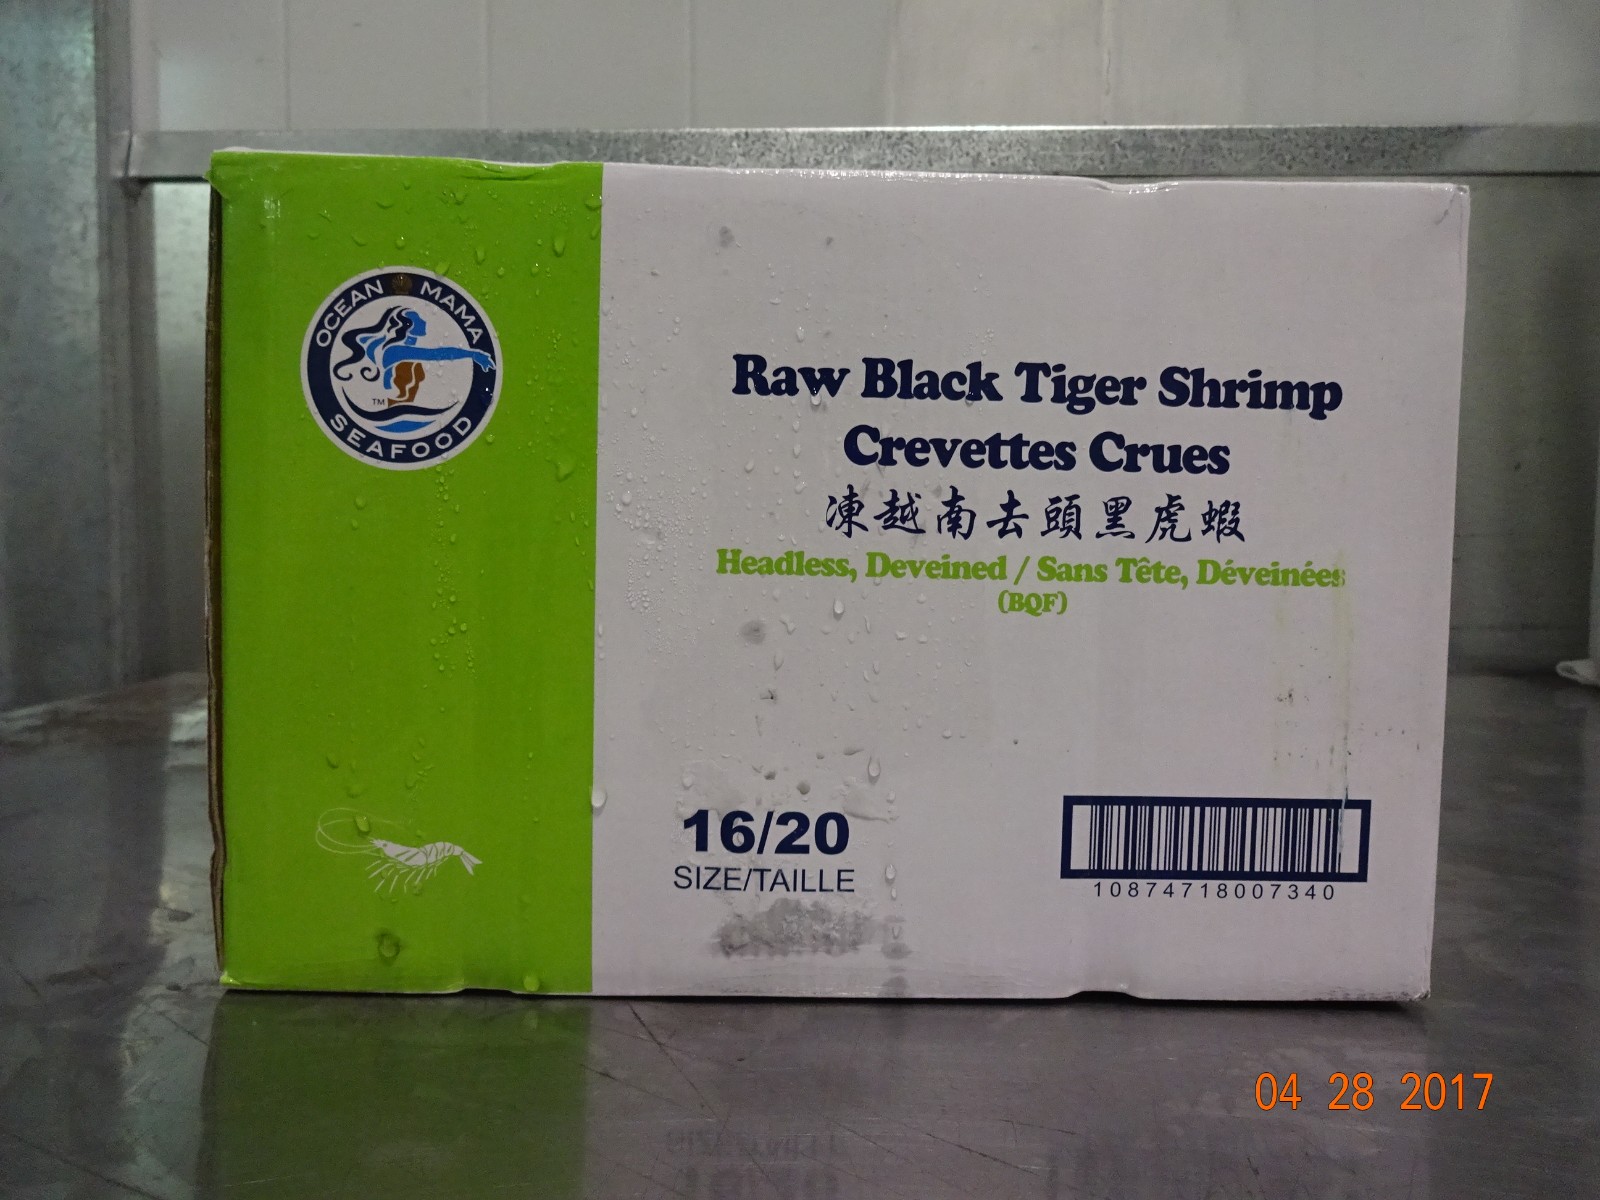 OCEAN MAMA
SEAFOOD
TM
Raw Black Tiger Shrimp
Crevettes Crues
凍越南去頭黑虎蝦
Headless, Deveined / Sans Tête, Déveinées
(BQF)
16/20
SIZE/TAILLE
10874718007340
04 28 2017